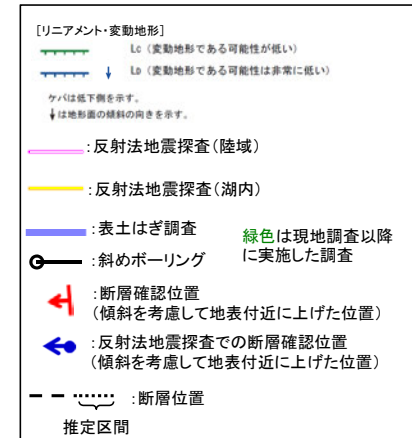 [リニアメント・変動地形]
Lc（変動地形である可能性が低い）
LD（変動地形である可能性は非常に低い）
ケバは低下側を示す。
↓は地形面の傾斜の向きを示す。
:反射法地震探査(陸域)
:反射法地震探査(湖内)
:表土はぎ調査
緑色は現地調査以降
に実施した調査
:斜めボーリング
:断層確認位置
(傾斜を考慮して地表付近に上げた位置)
:反射法地震探査での断層確認位置
(傾斜を考慮して地表付近に上げた位置)
:断層位置
推定区間